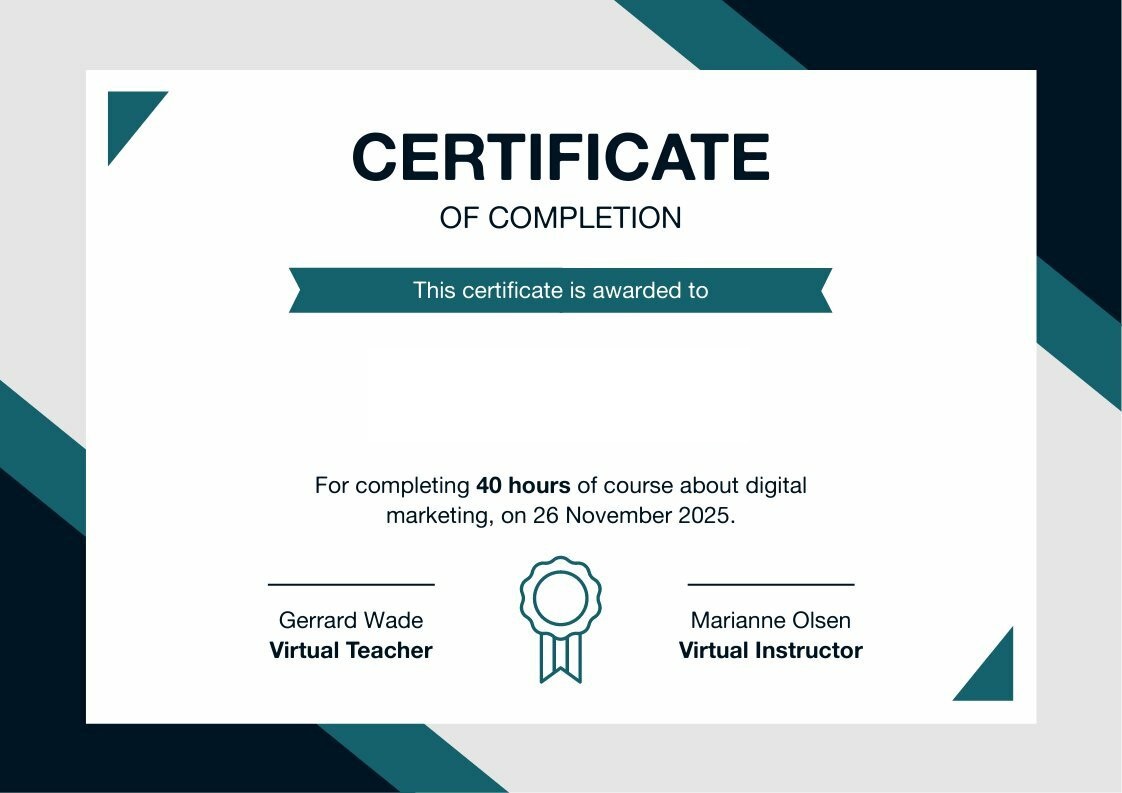 CERTIFICATE
OF COMPLETION
This certificate is awarded to
For completing 40 hours of course about digital
marketing, on 26 November 2025.
Gerrard Wade
Virtual Teacher
Marianne Olsen
Virtual Instructor